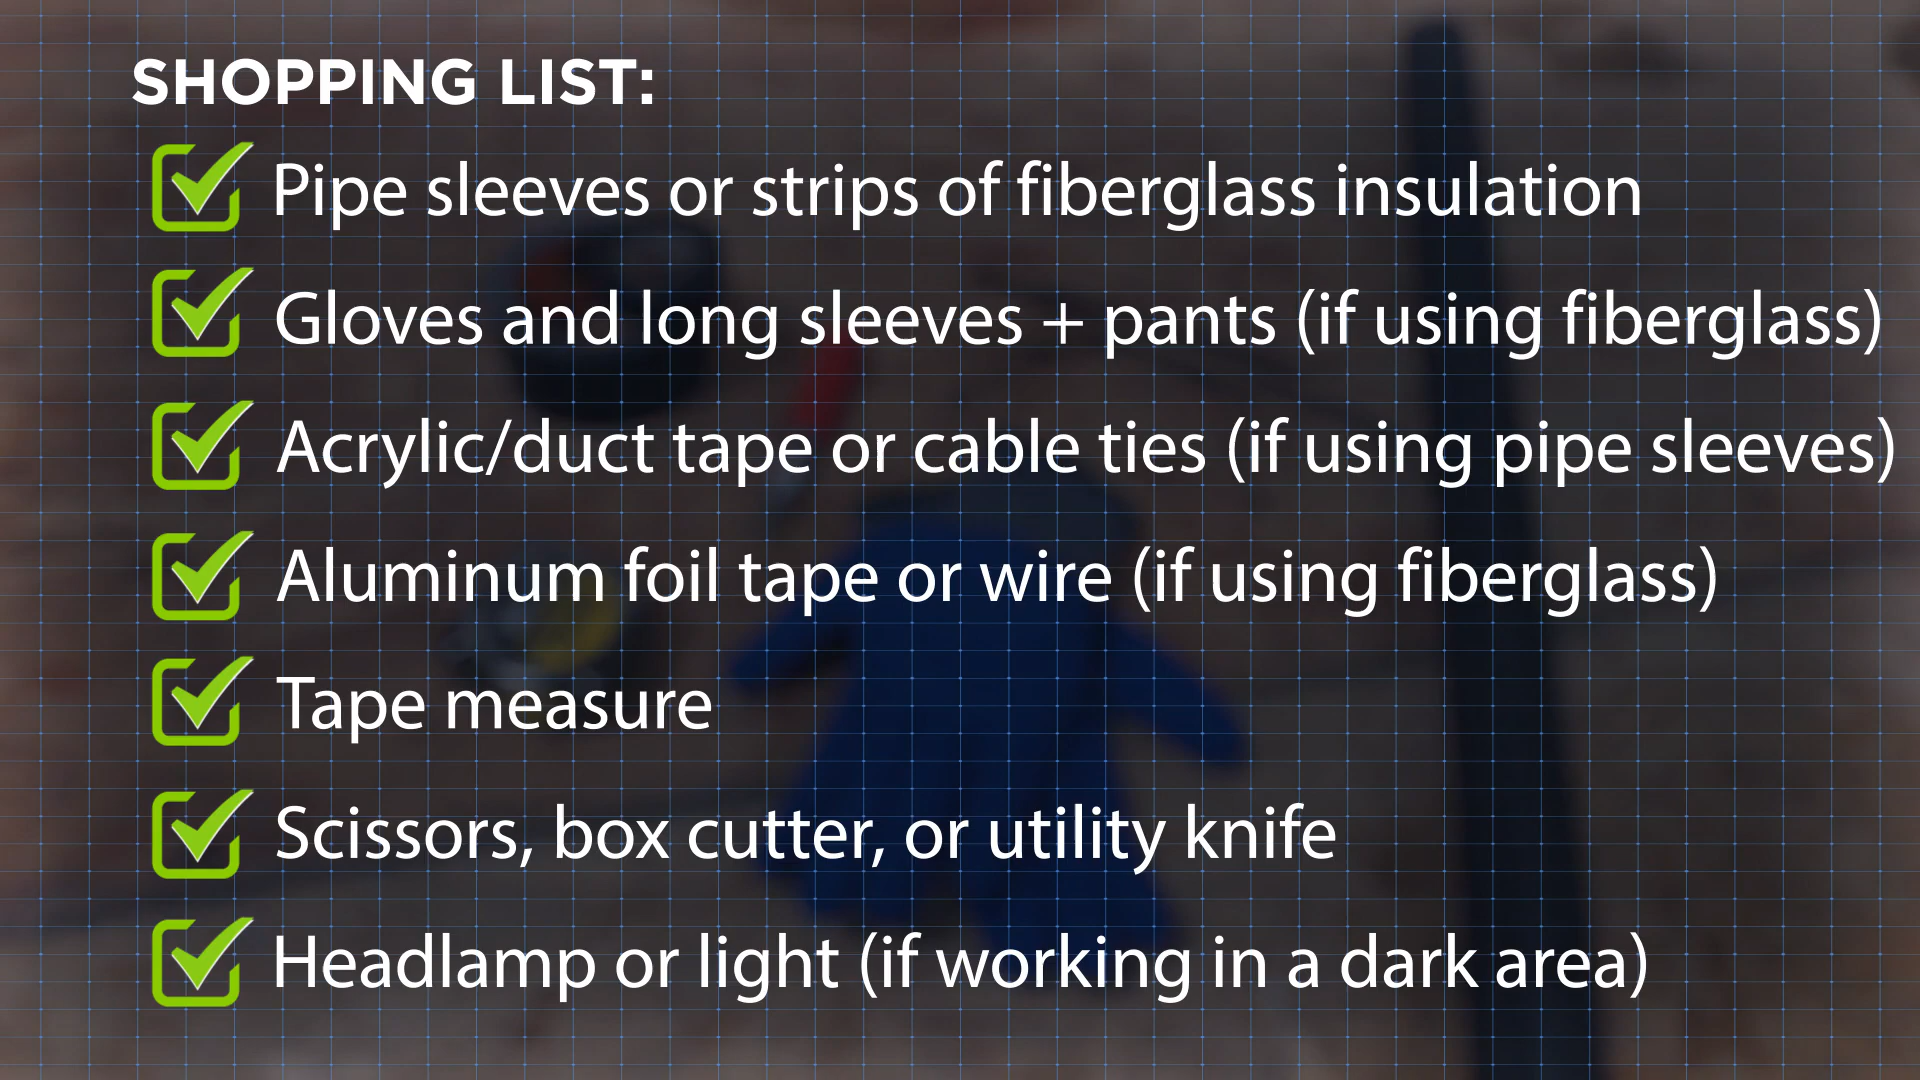 SHOPPING LIST:
Pipe sleeves or strips of fiberglass insulation
Gloves and long sleeves + pants (if using fiberglass)
Acrylic/duct tape or cable ties (if using pipe sleeves)
Aluminum foil tape or wire (if using fiberglass)
Tape measure
Scissors, box cutter, or utility knife
Headlamp or light (if working in a dark area)